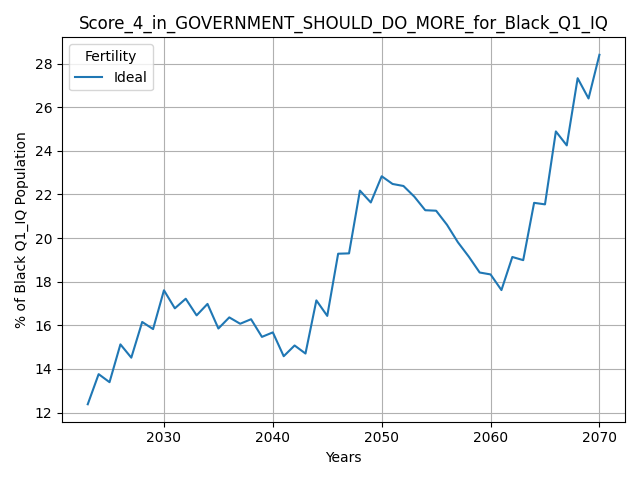 Score_4_in_GOVERNMENT_SHOULD_DO_MORE_for_Black_Q1_IQ
Fertility
Ideal
% of Black Q1_IQ Population
28
26
24
22
20
18
16
14
12
2030 2040 2050 2060 2070
Years